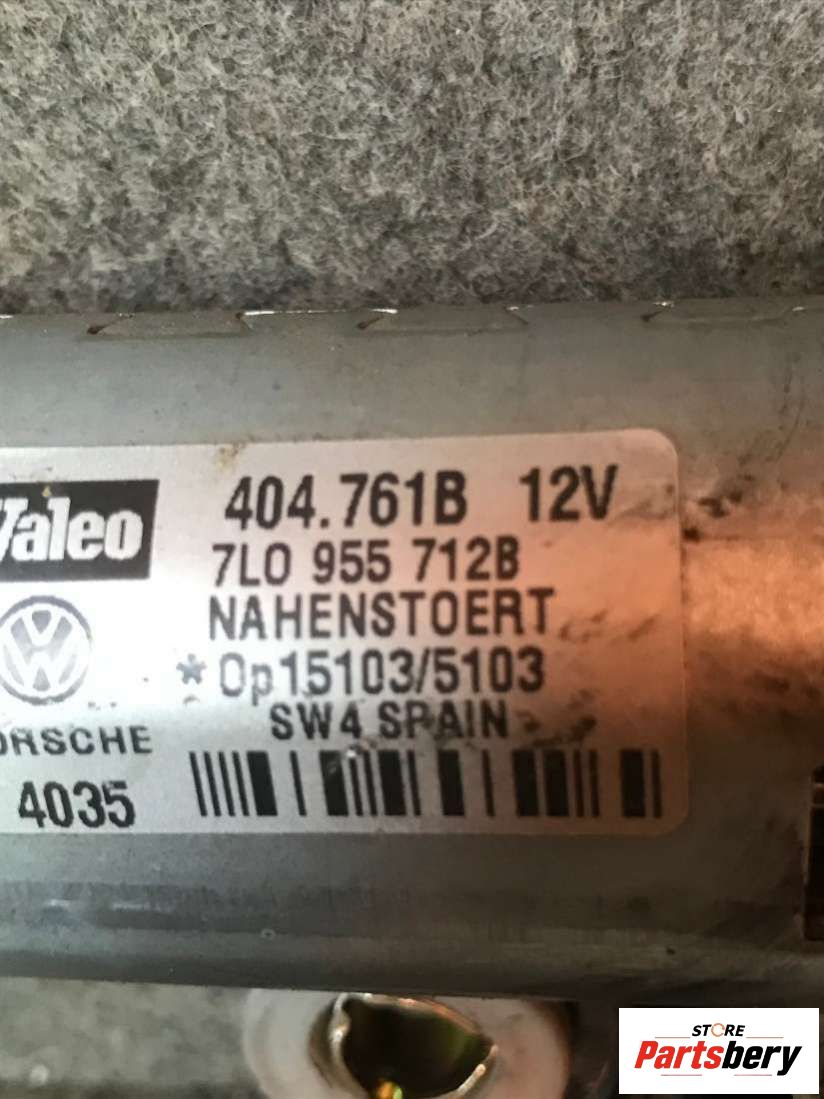 Valeo
404.761B 12V
7L0 955 712B
NAHENSTOERT
*Op15103/5103
SW4 SPAIN
ORSCHE
4035
STORE
Partsbery